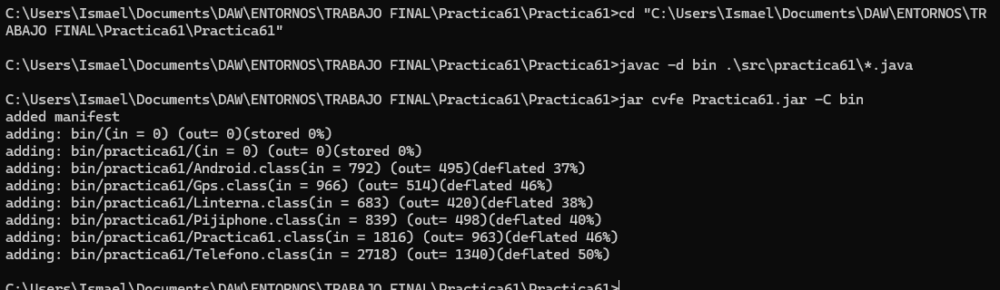 C:\Users\Ismael\Documents\DAW\ENTORNOS\TRABAJO FINAL\Practica61\Practica61>cd "C:\Users\Ismael\Documents\DAW\ENTORNOS\TR
ABAJO FINAL\Practica61\Practica61"
C:\Users\Ismael\Documents\DAW\ENTORNOS\TRABAJO FINAL\Practica61\Practica61>javac -d bin .\src\practica61\*.java
C:\Users\Ismael\Documents\DAW\ENTORNOS\TRABAJO FINAL\Practica61\Practica61>jar cvfe Practica61.jar -C bin
added manifest
adding: bin/(in = 0) (out= 0)(stored 0%)
adding: bin/practica61/(in = 0) (out= 0)(stored 0%)
adding: bin/practica61/Android.class(in = 792) (out= 495)(deflated 37%)
adding: bin/practica61/Gps.class(in = 966) (out= 514)(deflated 46%)
adding: bin/practica61/Linterna.class(in = 683) (out= 420)(deflated 38%)
adding: bin/practica61/Pijiphone.class(in = 839) (out= 498)(deflated 40%)
adding: bin/practica61/Practica61.class(in = 1816) (out= 963)(deflated 46%)
adding: bin/practica61/Telefono.class(in = 2718) (out= 1340)(deflated 50%)
C:\Users\Ismael\Documents\DAW\ENTORNOS\TRABAJO FINAL\Practica61\Practica61>